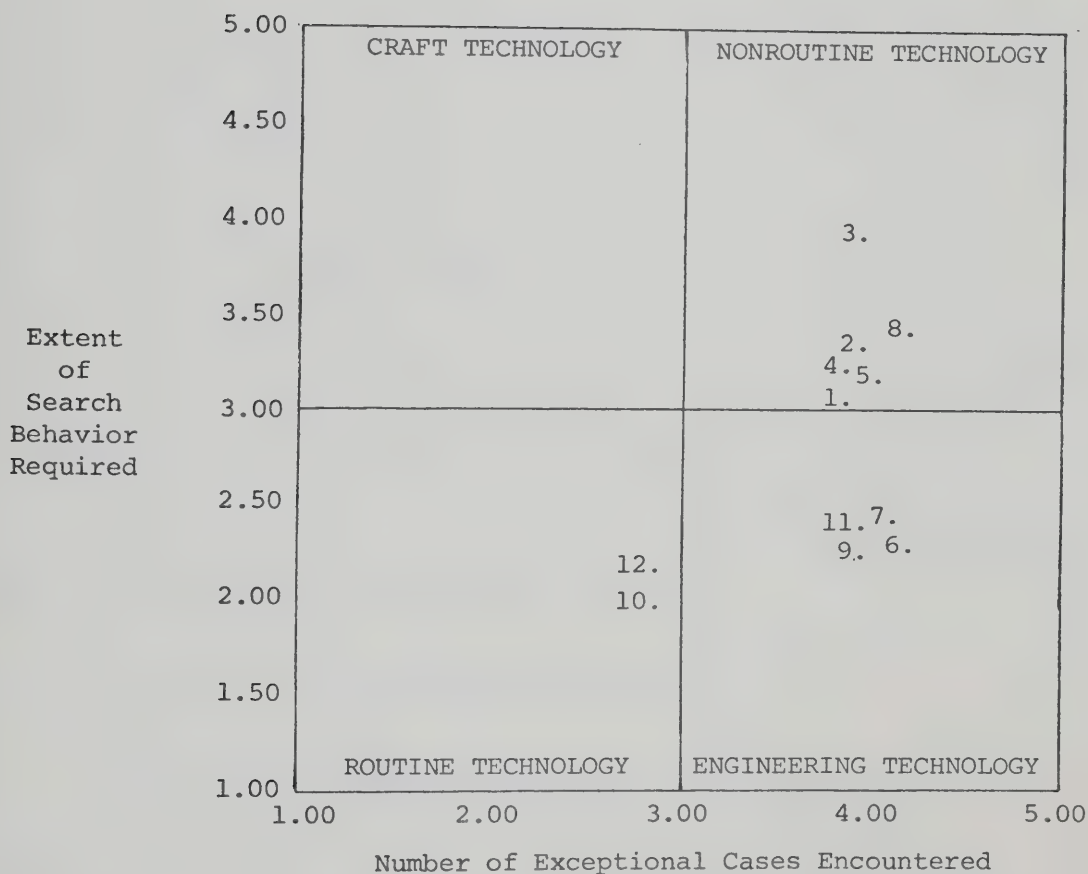 5.00
CRAFT TECHNOLOGY NONROUTINE TECHNOLOGY
4.50
4.00
3.
3.50
8.
Extent
2.
of
4. 5.
Search
1.
3.00
Behavior
Required
2.50
11. 7.
9. 6.
12.
2.00
10.
1.50
ROUTINE TECHNOLOGY ENGINEERING TECHNOLOGY
1.00
1.00 2.00 3.00 4.00 5.00
Number of Exceptional Cases Encountered